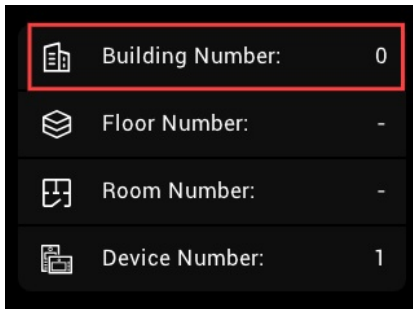 Building Number: 0
Floor Number: -
Room Number: -
Device Number: 1